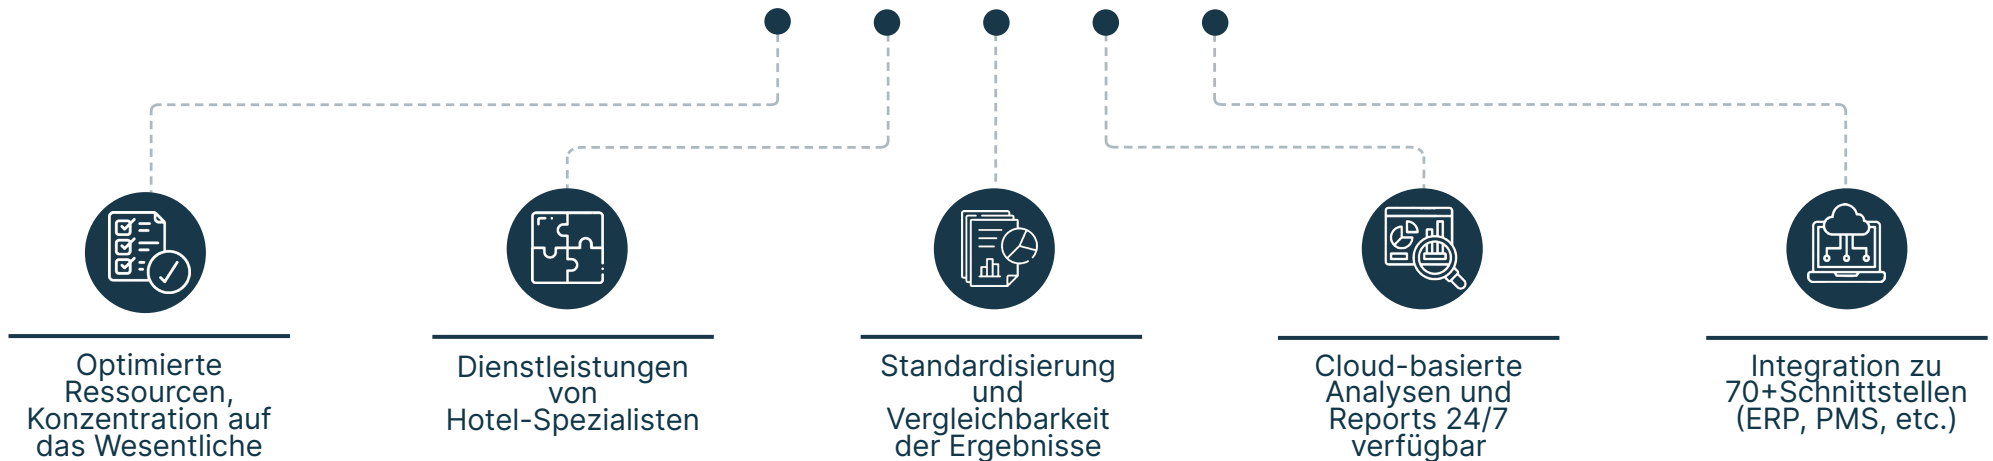 Optimierte
Ressourcen,
Konzentration auf
das Wesentliche
Dienstleistungen
von
Hotel-Spezialisten
Standardisierung
und
Vergleichbarkeit
der Ergebnisse
Cloud-basierte
Analysen und
Reports 24/7
verfügbar
Integration zu
70+Schnittstellen
(ERP, PMS, etc.)